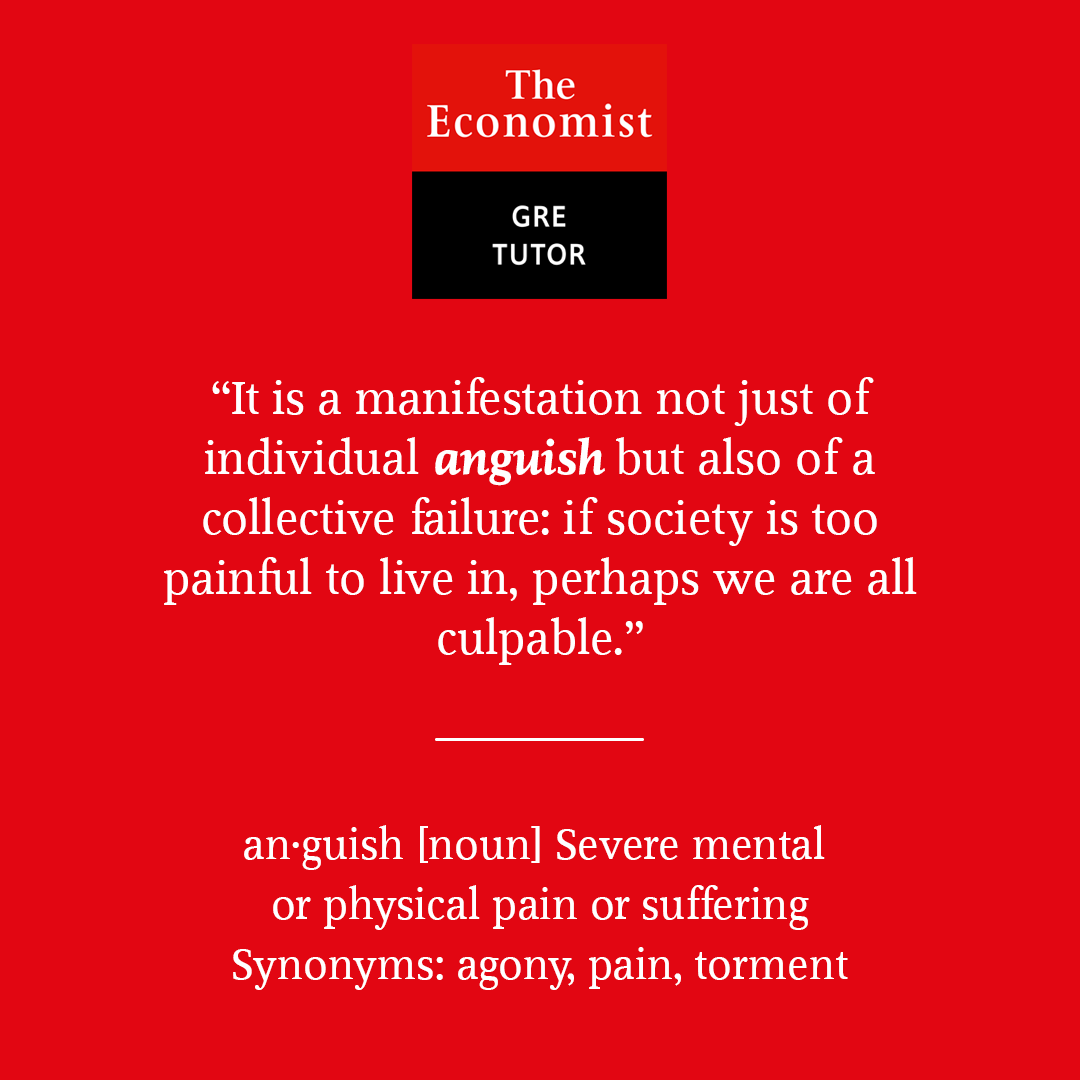 The
Economist
GRE
TUTOR
“It is a manifestation not just of
individual anguish but also of a
collective failure: if society is too
painful to live in, perhaps we are all
culpable.”
an·guish [noun] Severe mental
or physical pain or suffering
Synonyms: agony, pain, torment